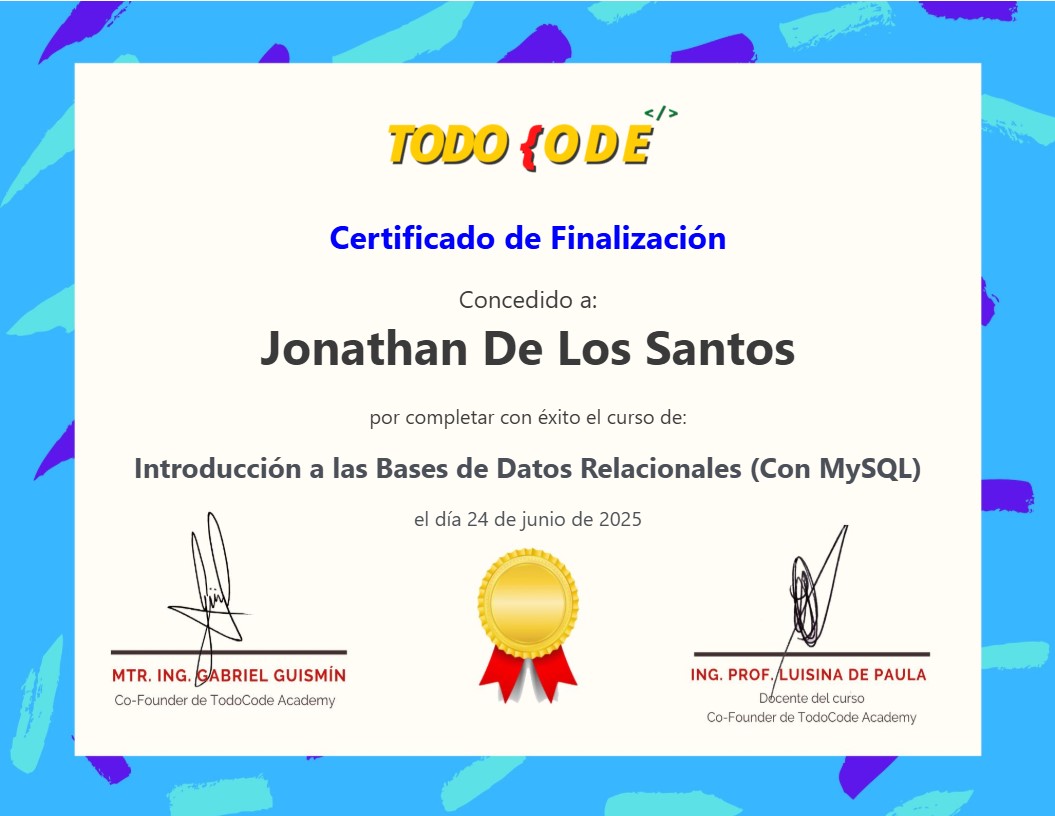 TODO {ODE </>
Certificado de Finalización
Concedido a:
Jonathan De Los Santos
por completar con éxito el curso de:
Introducción a las Bases de Datos Relacionales (Con MySQL)
el día 24 de junio de 2025
MTR. ING. GABRIEL GUISMÍN
Co-Founder de TodoCode Academy
ING. PROF. LUISINA DE PAULA
Docente del curso
Co-Founder de TodoCode Academy